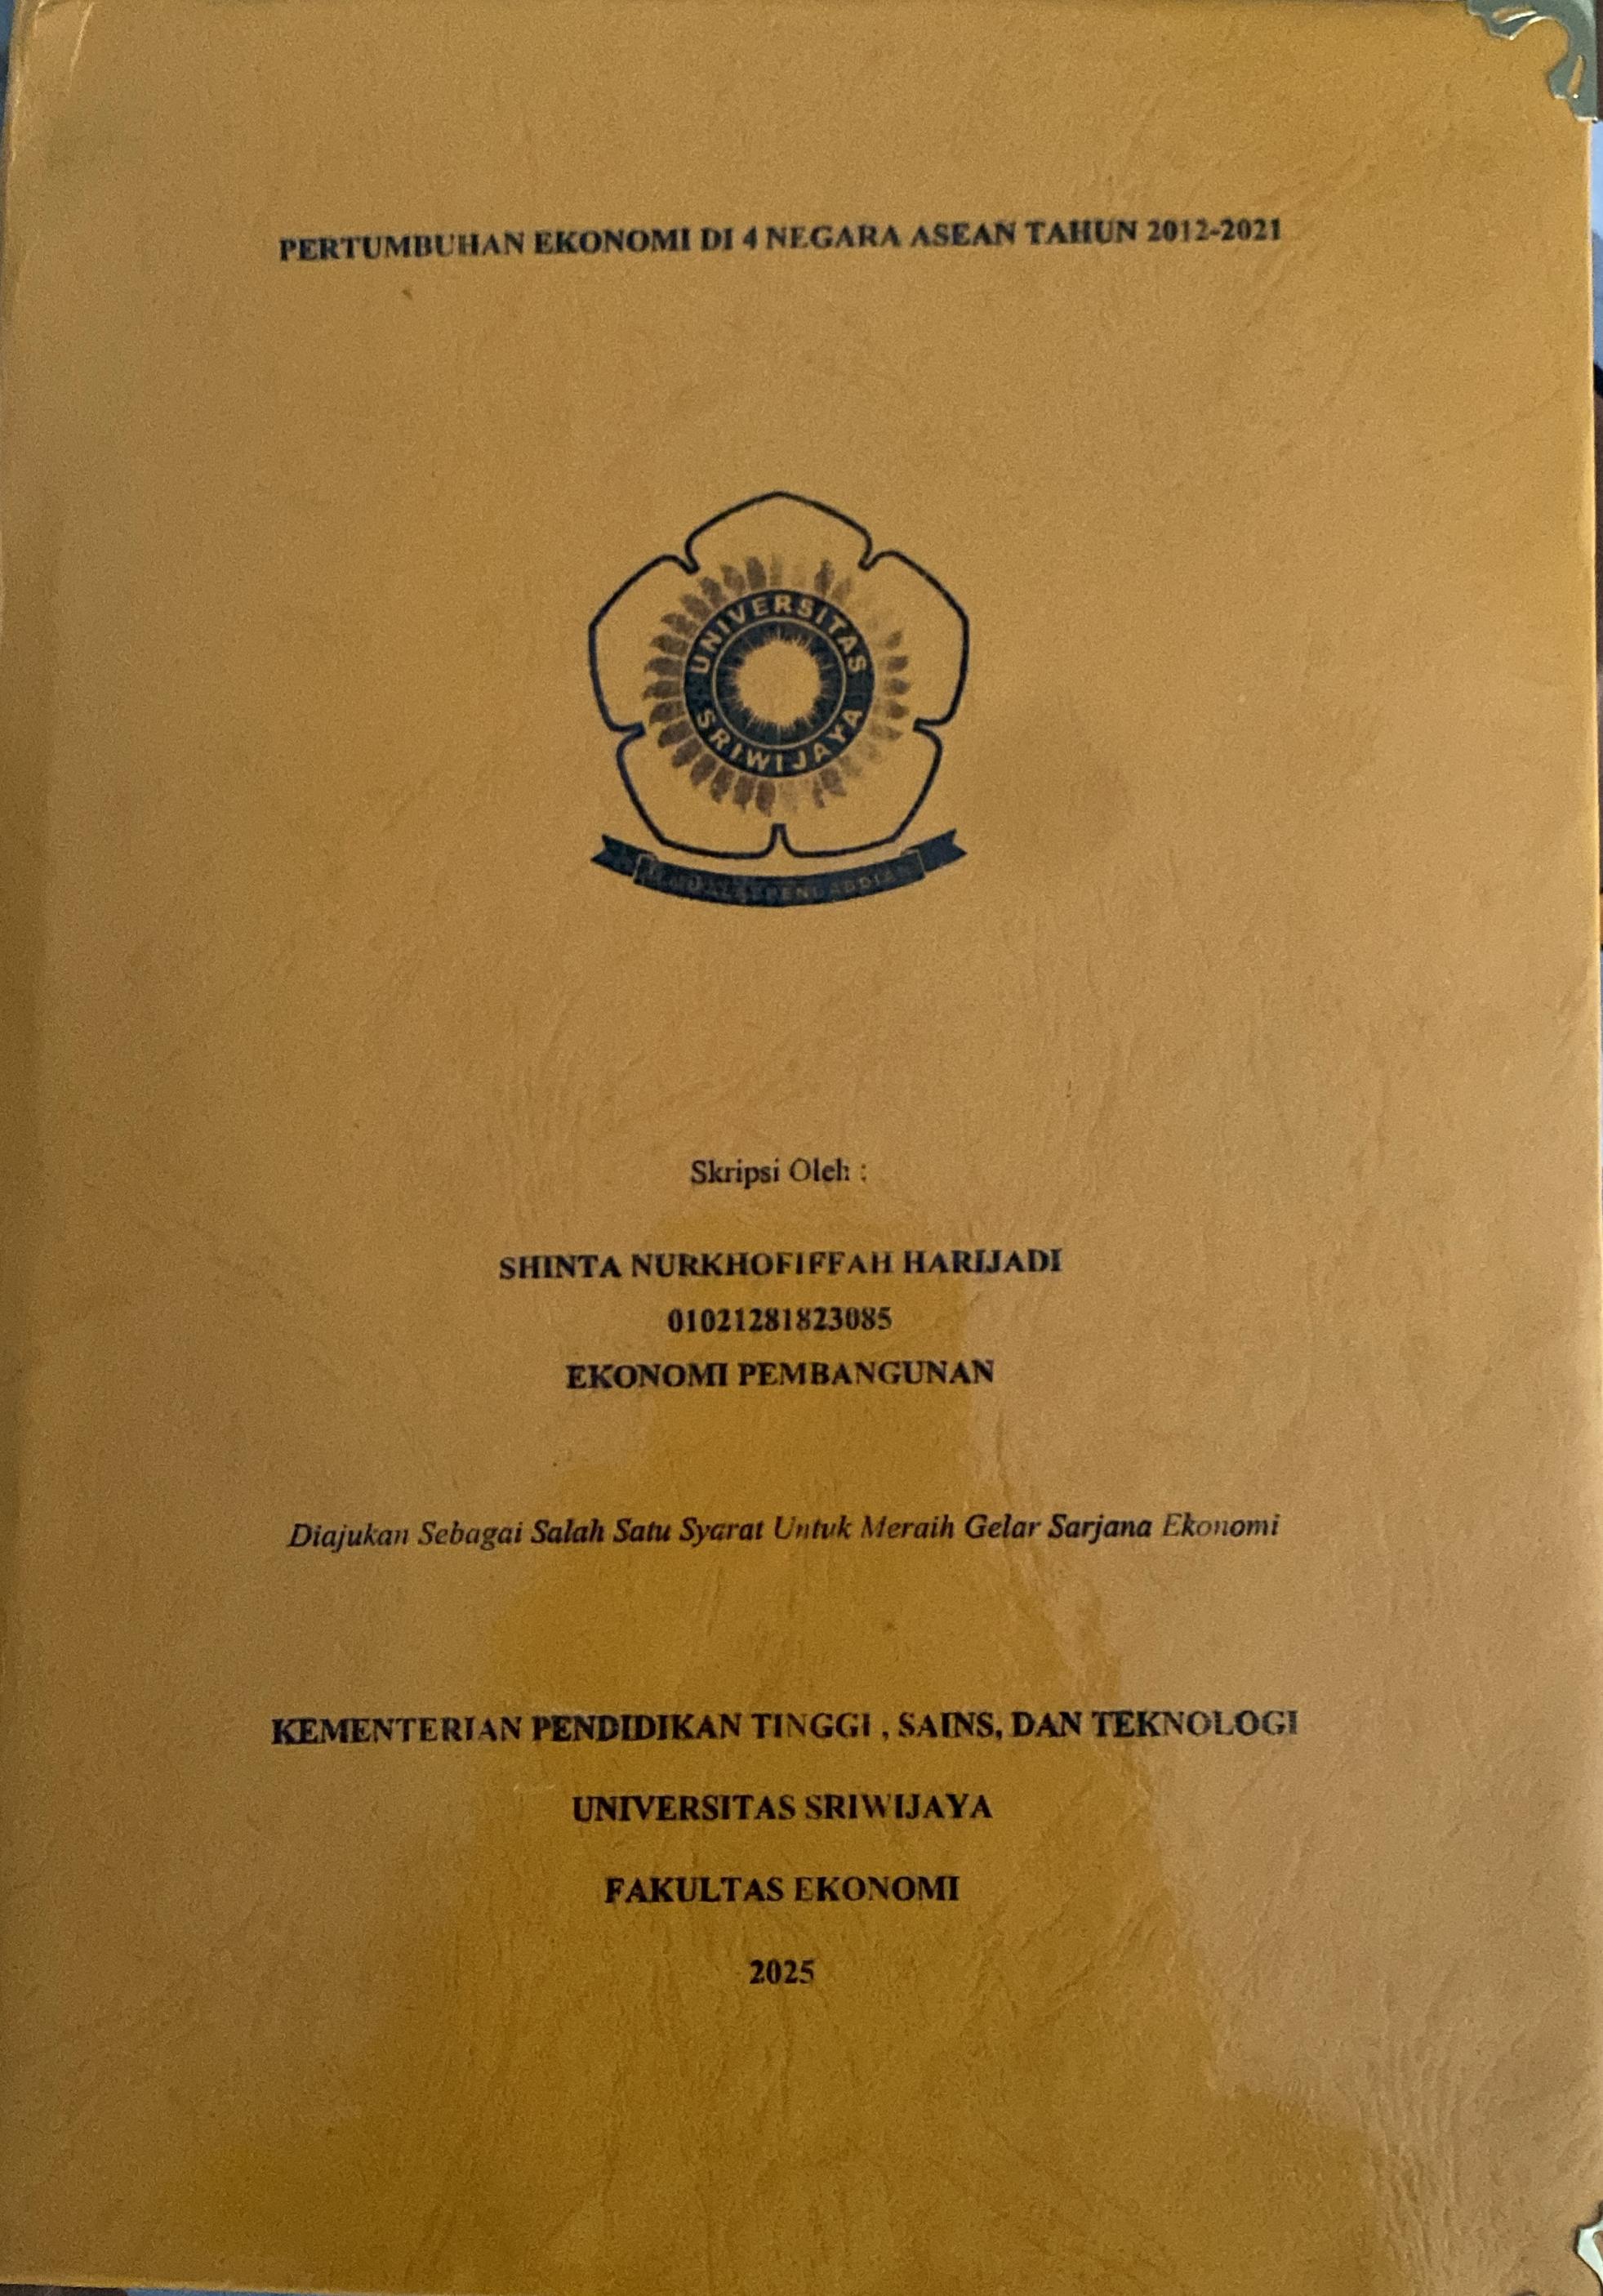 PERTUMBUHAN EKONOMI DI 4 NEGARA ASEAN TAHUN 2012-2021
UNIVERSITAS
SRIWIJAYA
Skripsi Oleh :
SHINTA NURKHOFIFFAH HARIJADI
01021281823085
EKONOMI PEMBANGUNAN
Diajukan Sebagai Salah Satu Syarat Untuk Meraih Gelar Sarjana Ekonomi
KEMENTERIAN PENDIDIKAN TINGGI , SAINS, DAN TEKNOLOGI
UNIVERSITAS SRIWIJAYA
FAKULTAS EKONOMI
2025